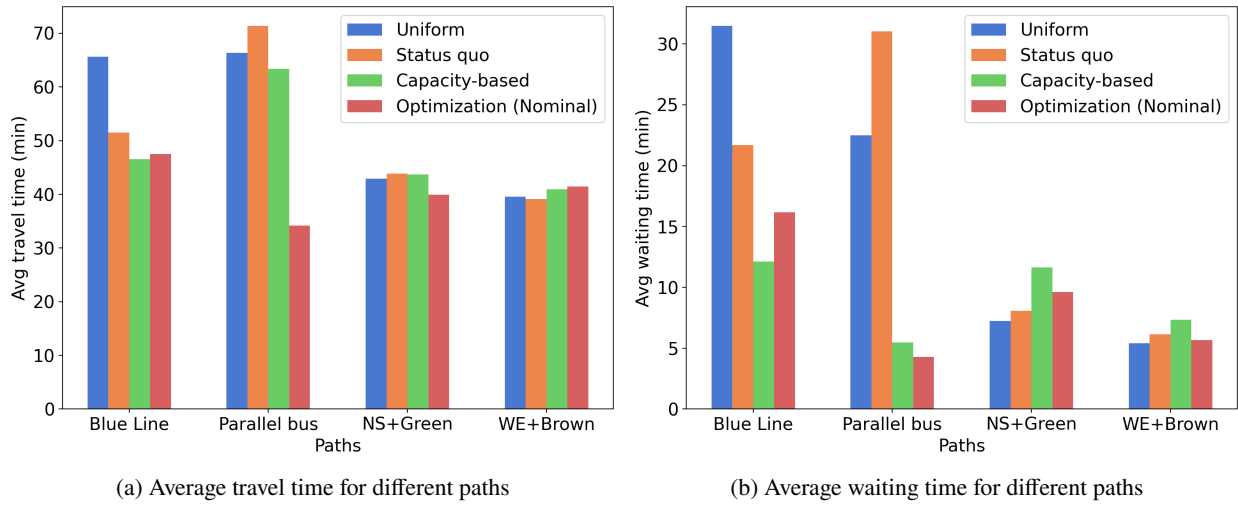 Avg travel time (min)
70
60
50
40
30
20
10
0
Uniform
Status quo
Capacity-based
Optimization (Nominal)
Blue Line
Parallel bus
NS+Green
WE+Brown
Paths
(a) Average travel time for different paths
Avg waiting time (min)
30
25
20
15
10
5
0
Uniform
Status quo
Capacity-based
Optimization (Nominal)
Blue Line
Parallel bus
NS+Green
WE+Brown
Paths
(b) Average waiting time for different paths